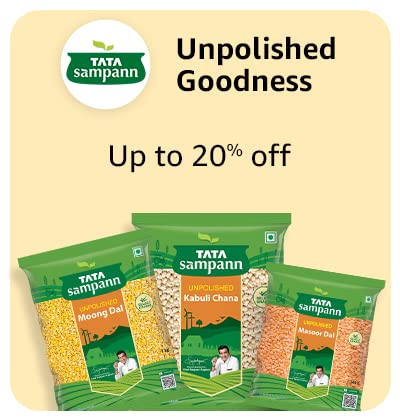 TATA
sampann
Unpolished
Goodness
Up to 20% off
TATA
sampann
UNPOLISHED
Moong Dal
TATA
sampann
UNPOLISHED
Kabuli Chana
TATA
sampann
UNPOLISHED
Masoor Dal